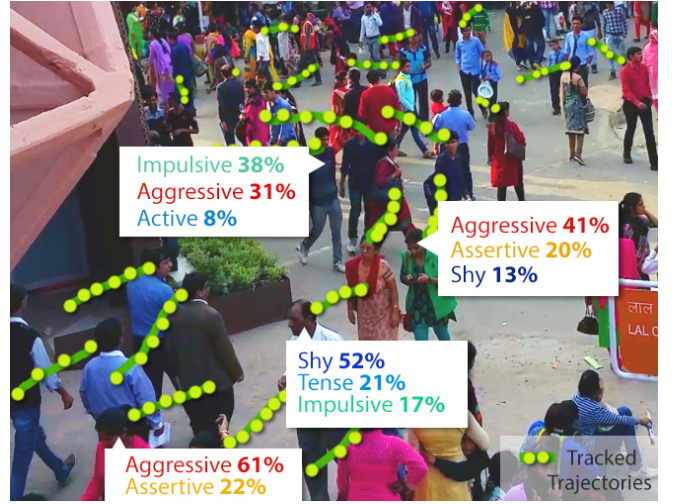 Impulsive 38%
Aggressive 31%
Active 8%
Aggressive 41%
Assertive 20%
Shy 13%
लाल
LAL
Shy 52%
Tense 21%
Impulsive 17%
Aggressive 61%
Assertive 22%
Tracked
Trajectories